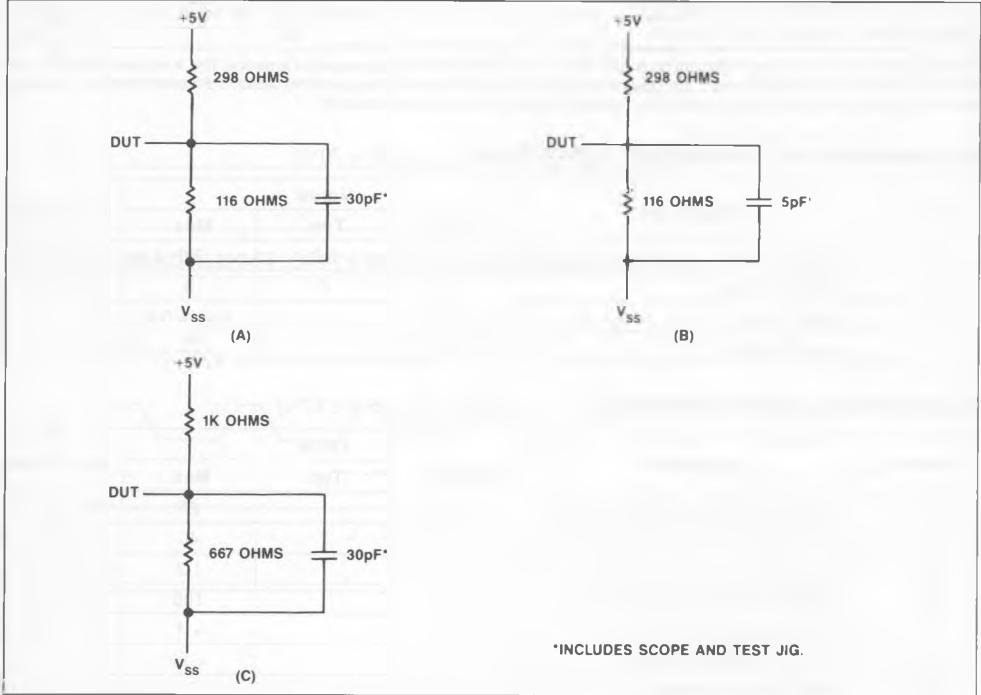 +5V
298 OHMS
DUT
116 OHMS
30pF*
VSS
(A)
+5V
298 OHMS
DUT
116 OHMS
5pF*
VSS
(B)
+5V
1K OHMS
DUT
667 OHMS
30pF*
VSS
(C)
*INCLUDES SCOPE AND TEST JIG.